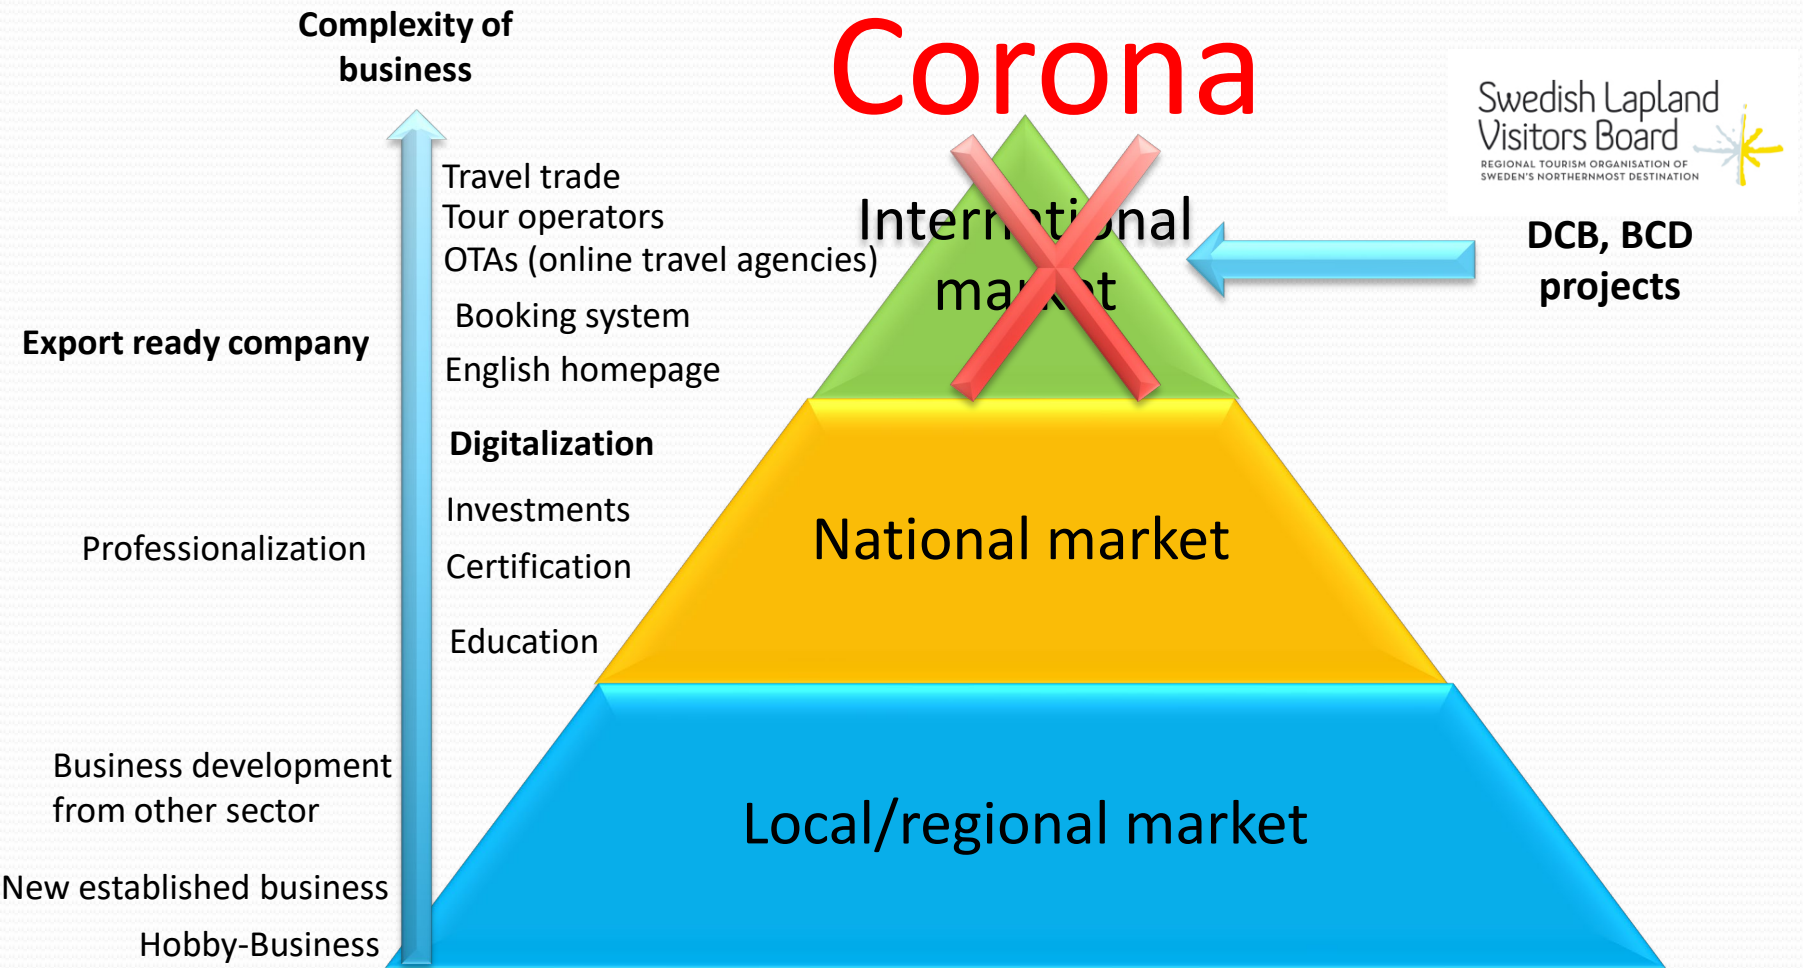 Complexity of
business
Corona
Swedish Lapland
Visitors Board
REGIONAL TOURISM ORGANISATION OF
SWEDEN'S NORTHERNMOST DESTINATION
Travel trade
Tour operators
OTAs (online travel agencies)
Booking system
English homepage
Export ready company
International
market
DCB, BCD
projects
Digitalization
Investments
Professionalization
Certification
Education
National market
Business development
from other sector
Local/regional market
New established business
Hobby-Business